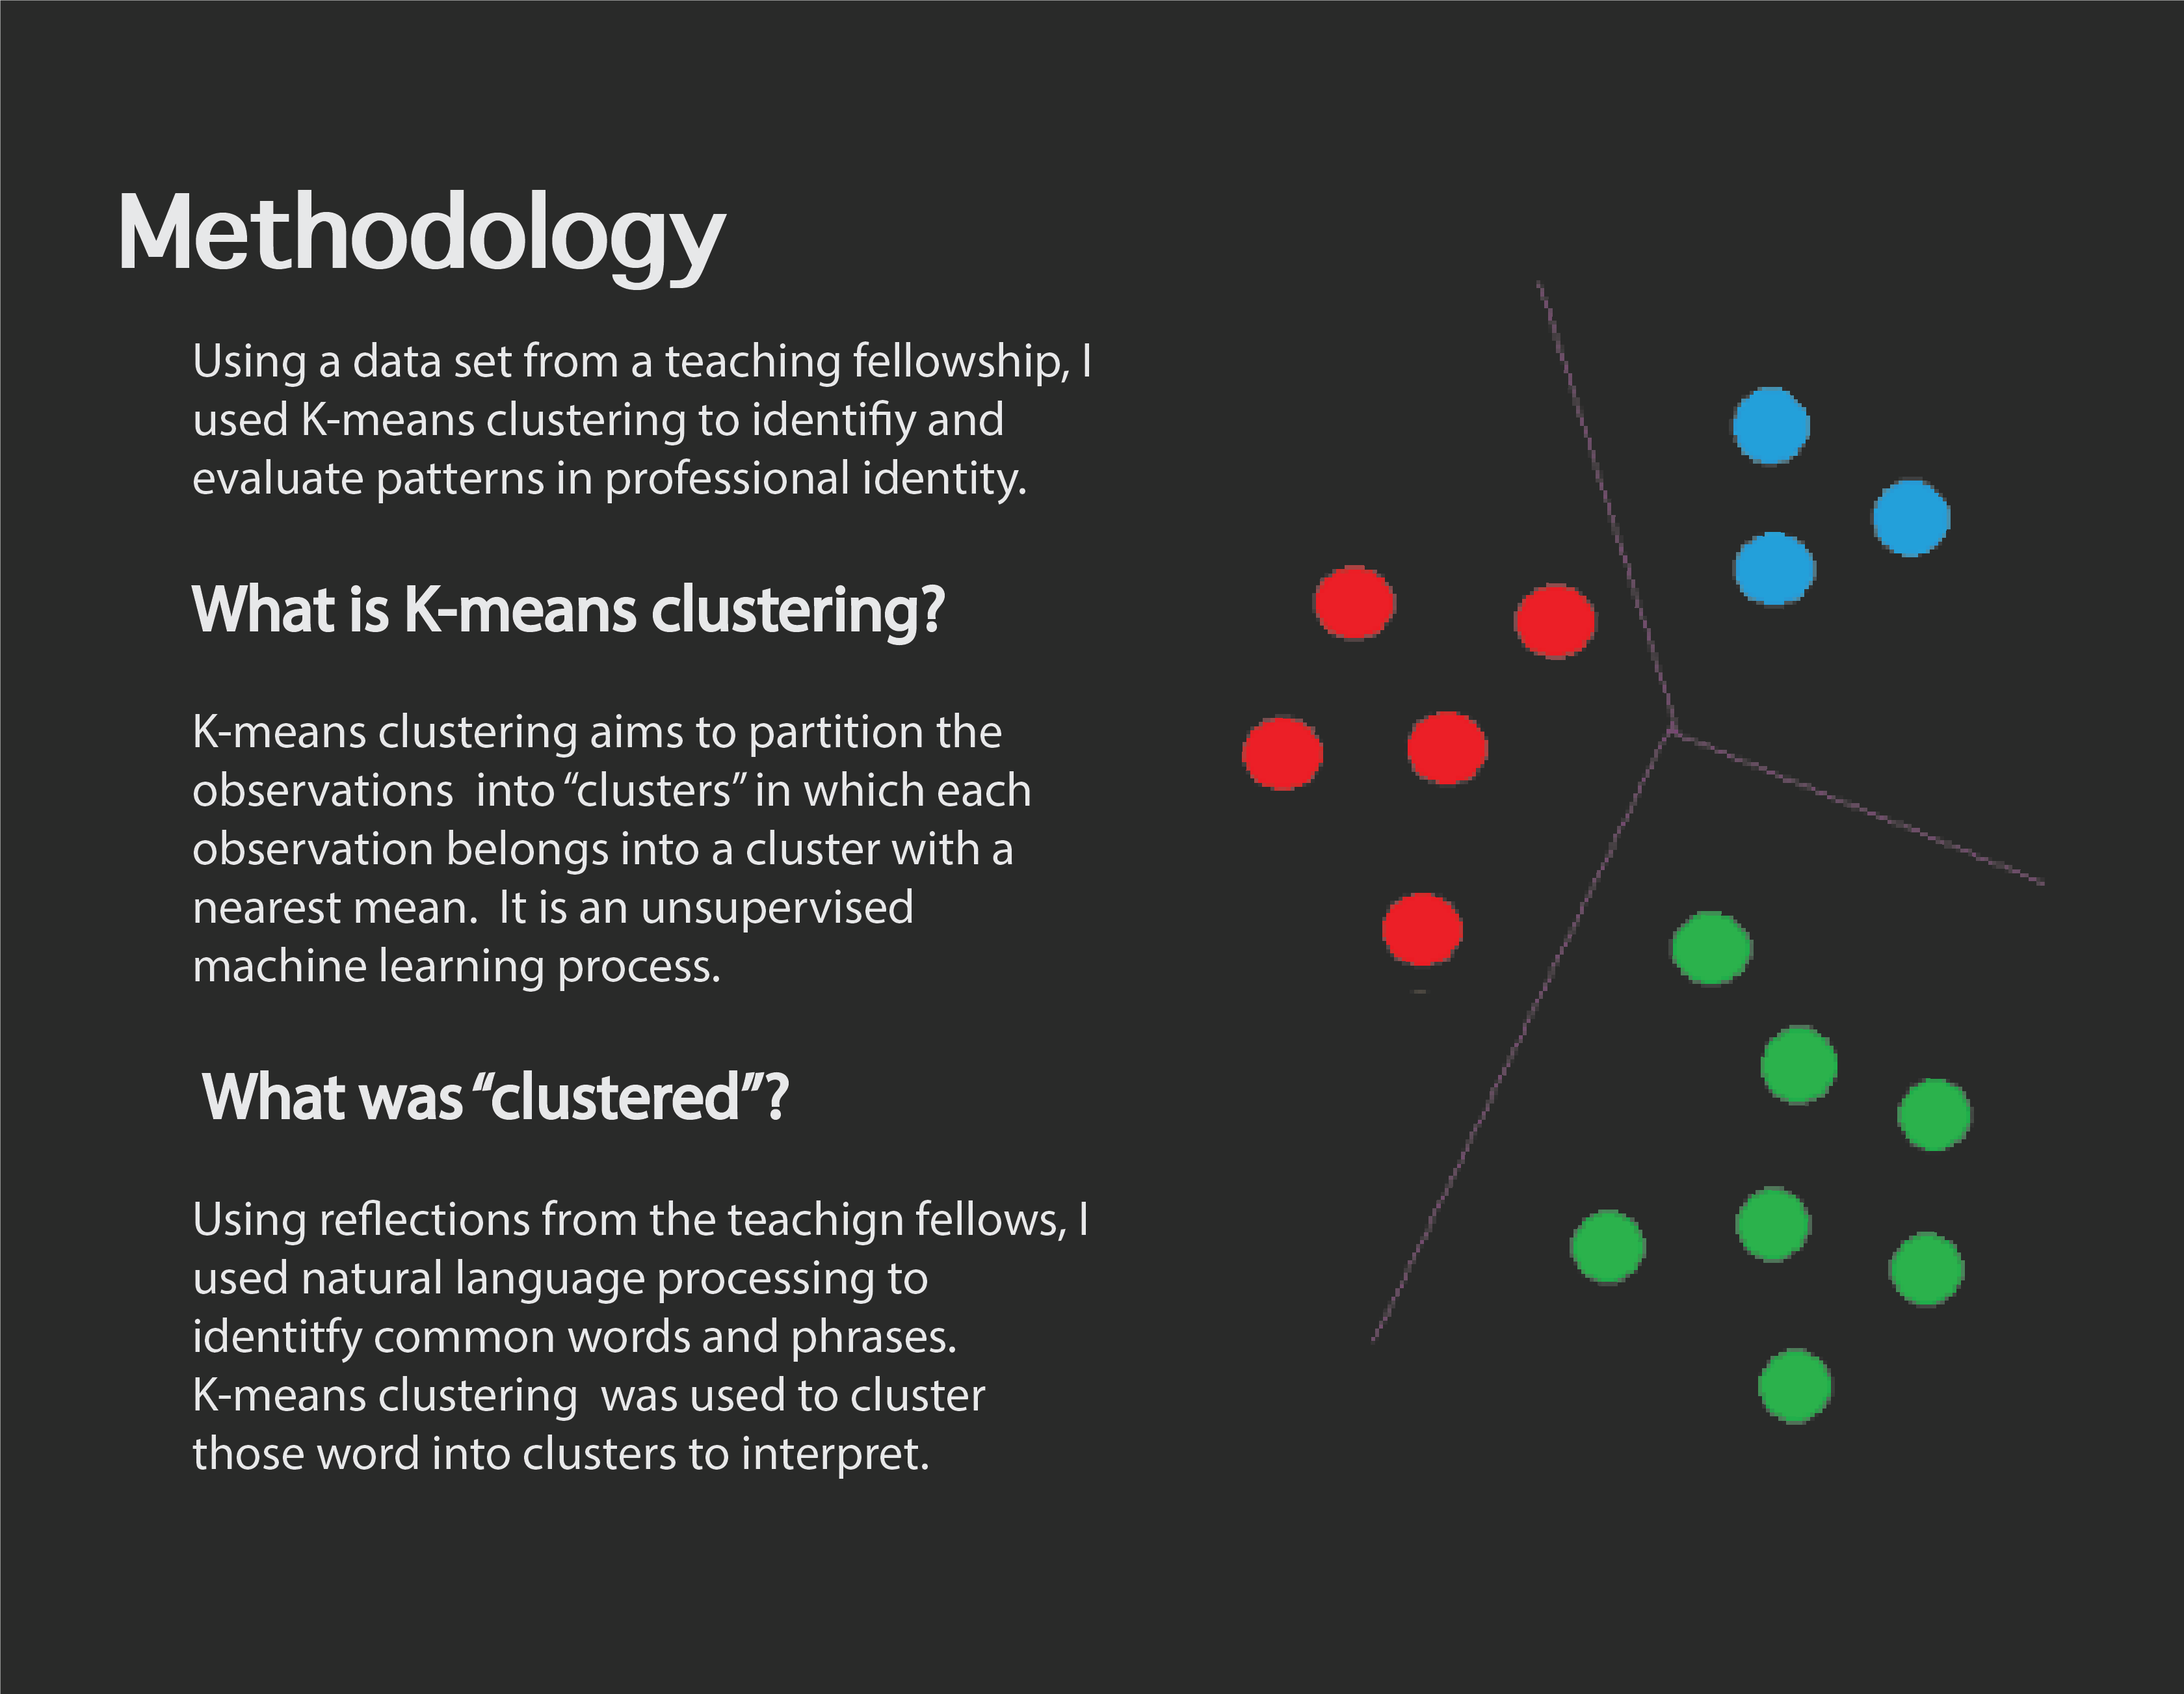 Methodology
Using a data set from a teaching fellowship, I
used K-means clustering to identifiy and
evaluate patterns in professional identity.
What is K-means clustering?
K-means clustering aims to partition the
observations  into “clusters” in which each
observation belongs into a cluster with a
nearest mean.  It is an unsupervised
machine learning process.
What was “clustered”?
Using reflections from the teachign fellows, I
used natural language processing to
identitfy common words and phrases.
K-means clustering  was used to cluster
those word into clusters to interpret.